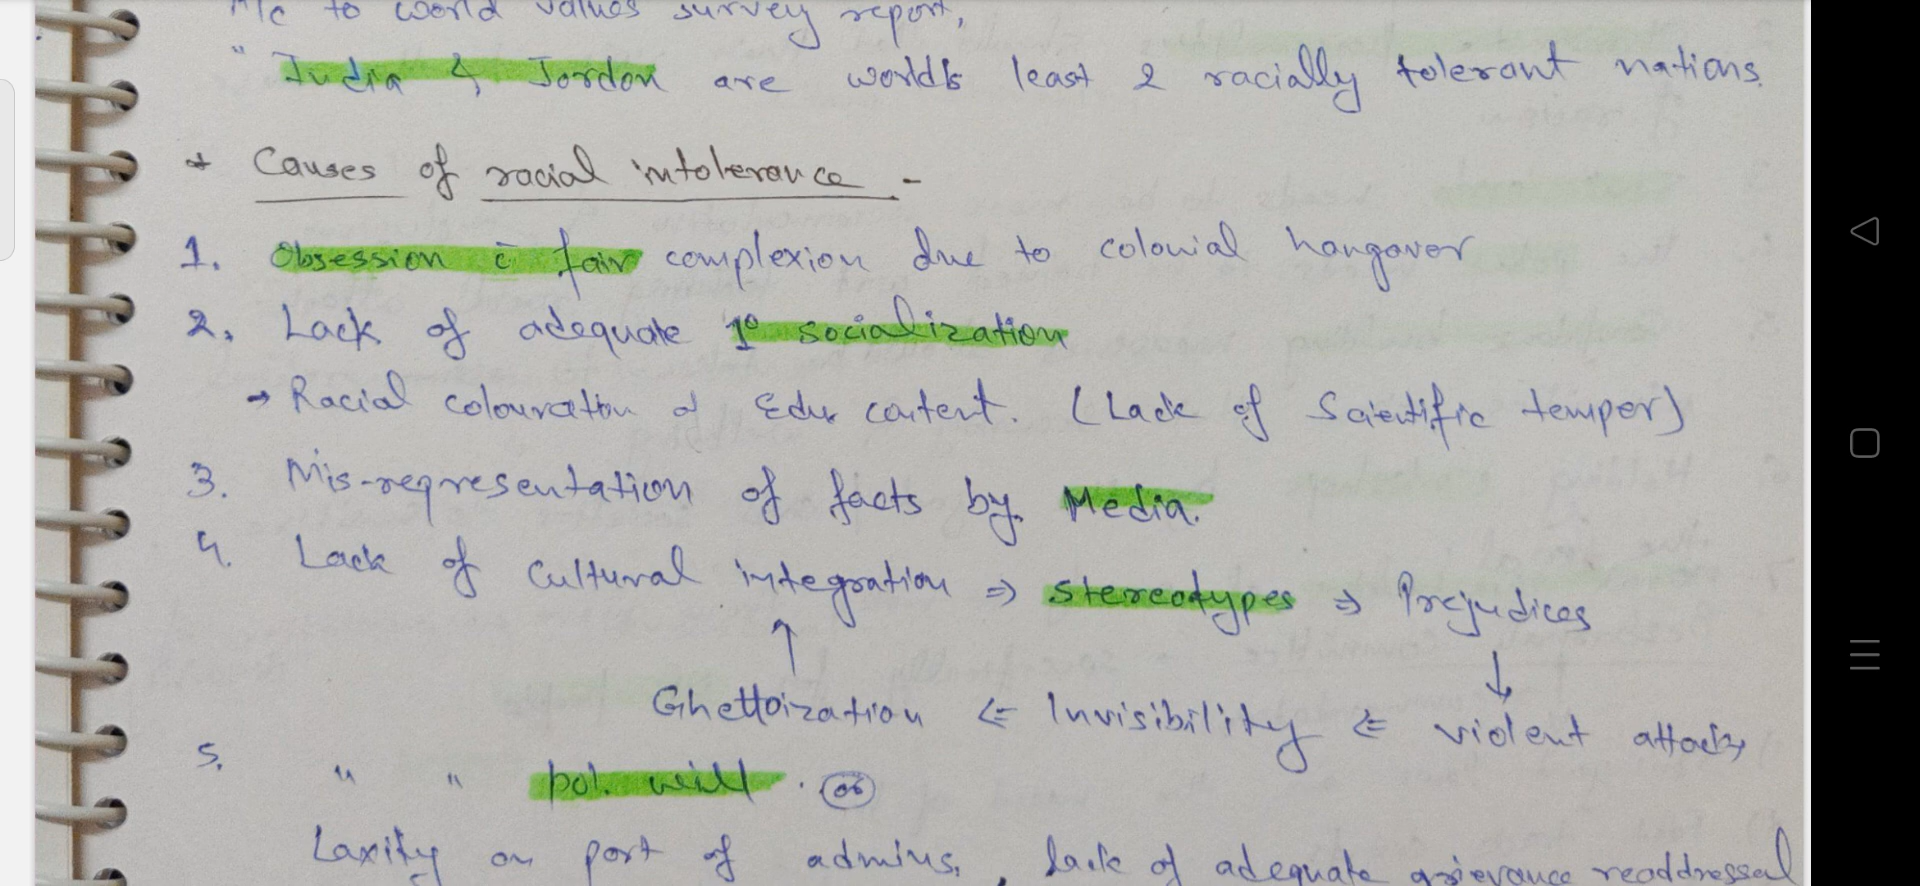 A/c to world values survey report,
" India & Jordon are world's least 2 racially tolerant nations.
* Causes of racial intolerance -
1. Obsession c̄ fair complexion due to colonial hangover
2. Lack of adequate 1° socialization
→ Racial colouration of Edu content. (Lack of Scientific temper)
3. Mis-representation of facts by Media.
4. Lack of Cultural integration ⇒ Stereotypes ⇒ Prejudices
↑ ↓
Ghettoization ⇐ Invisibility ⇐ violent attacks
5. " " pol. will. or
Laxity on part of admins, lack of adequate grievance readdressal